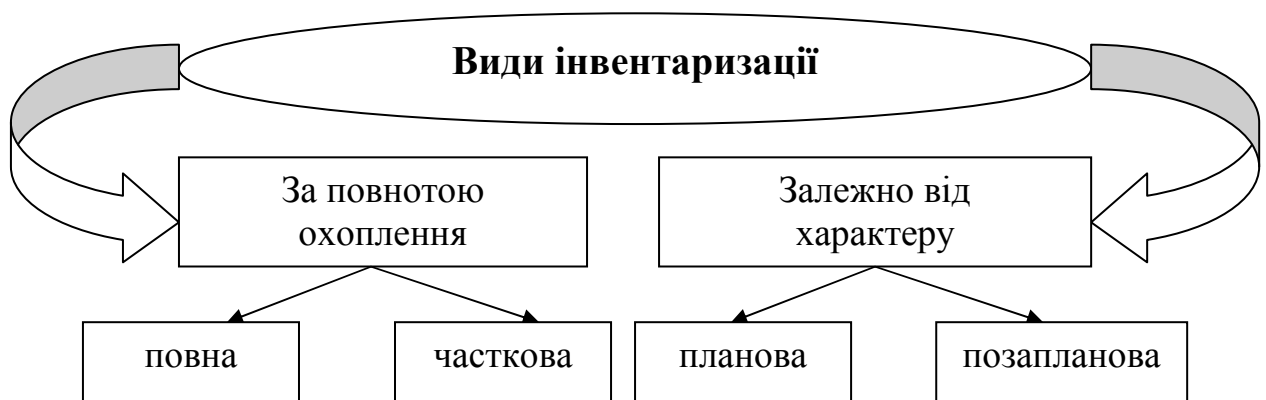 Види інвентаризації
За повнотою
охоплення
Залежно від
характеру
повна
часткова
планова
позапланова